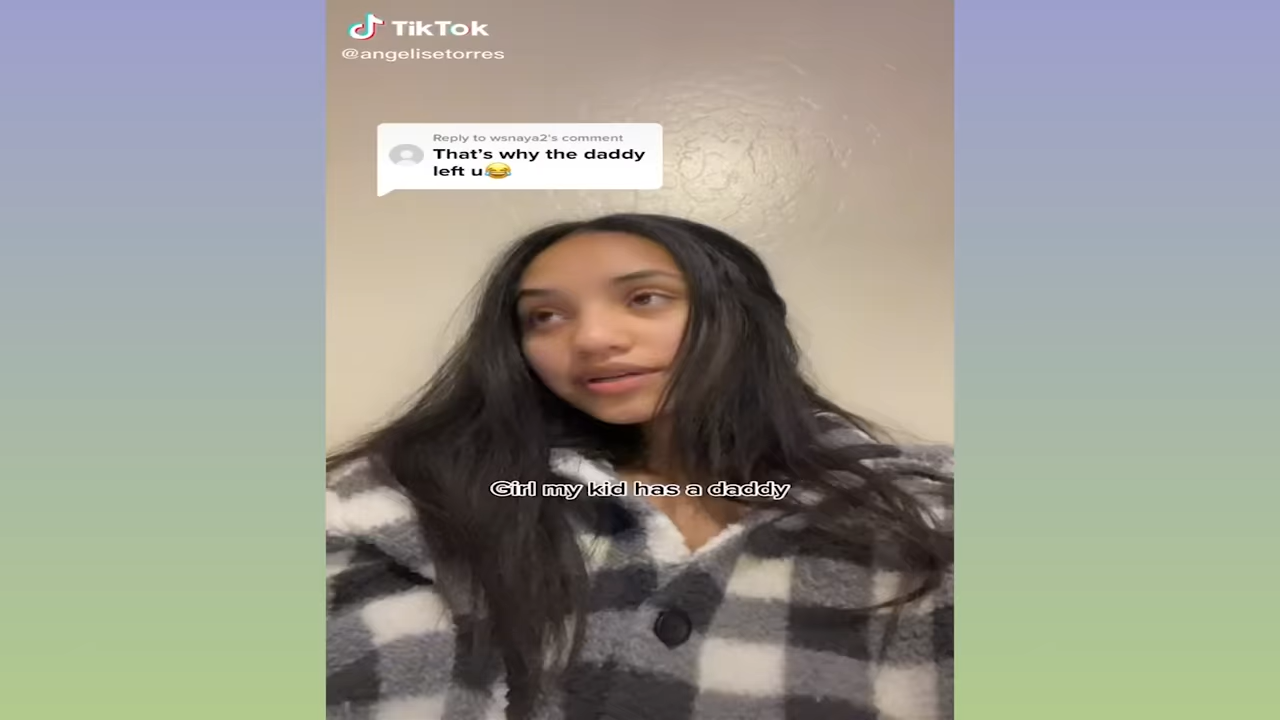 TikTok
@angelisetorres
Reply to wsnaya2's comment
That's why the daddy
left u😂
Girl my kid has a daddy